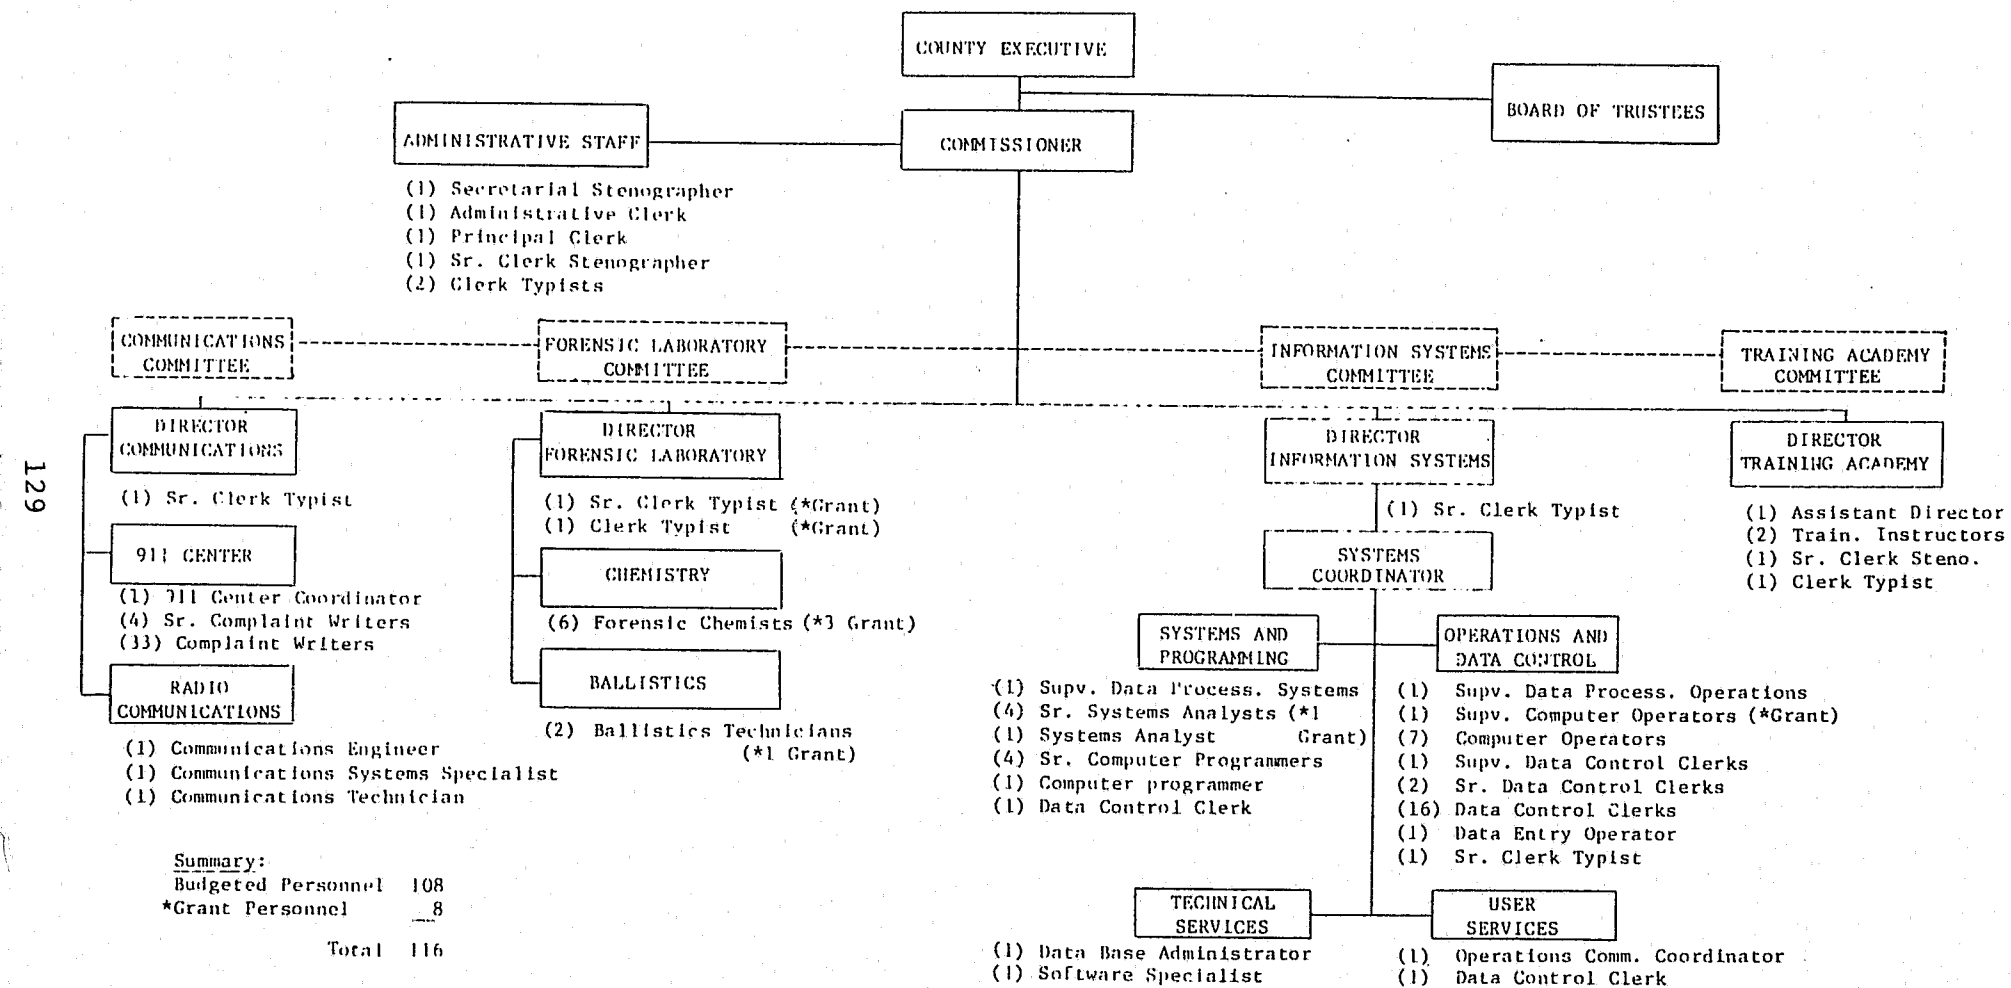 COUNTY EXECUTIVE
BOARD OF TRUSTEES
ADMINISTRATIVE STAFF
COMMISSIONER
(1) Secretarial Stenographer
(1) Administrative Clerk
(1) Principal Clerk
(1) Sr. Clerk Stenographer
(2) Clerk Typists
COMMUNICATIONS
COMMITTEE
FORENSIC LABORATORY
COMMITTEE
INFORMATION SYSTEMS
COMMITTEE
TRAINING ACADEMY
COMMITTEE
DIRECTOR
COMMUNICATIONS
(1) Sr. Clerk Typist
911 CENTER
(1) 911 Center Coordinator
(4) Sr. Complaint Writers
(33) Complaint Writers
RADIO
COMMUNICATIONS
(1) Communications Engineer
(1) Communications Systems Specialist
(1) Communications Technician
DIRECTOR
FORENSIC LABORATORY
(1) Sr. Clerk Typist (*Grant)
(1) Clerk Typist (*Grant)
CHEMISTRY
(6) Forensic Chemists (*3 Grant)
BALLISTICS
(2) Ballistics Technicians
(*1 Grant)
DIRECTOR
INFORMATION SYSTEMS
(1) Sr. Clerk Typist
SYSTEMS
COORDINATOR
SYSTEMS AND
PROGRAMMING
(1) Supv. Data Process. Systems
(4) Sr. Systems Analysts (*1
(1) Systems Analyst Grant)
(4) Sr. Computer Programmers
(1) Computer programmer
(1) Data Control Clerk
OPERATIONS AND
DATA CONTROL
(1) Supv. Data Process. Operations
(1) Supv. Computer Operators (*Grant)
(7) Computer Operators
(1) Supv. Data Control Clerks
(2) Sr. Data Control Clerks
(16) Data Control Clerks
(1) Data Entry Operator
(1) Sr. Clerk Typist
TECHNICAL
SERVICES
(1) Data Base Administrator
(1) Software Specialist
USER
SERVICES
(1) Operations Comm. Coordinator
(1) Data Control Clerk
DIRECTOR
TRAINING ACADEMY
(1) Assistant Director
(2) Train. Instructors
(1) Sr. Clerk Steno.
(1) Clerk Typist
Summary:
Budgeted Personnel 108
*Grant Personnel 8
Total 116
129